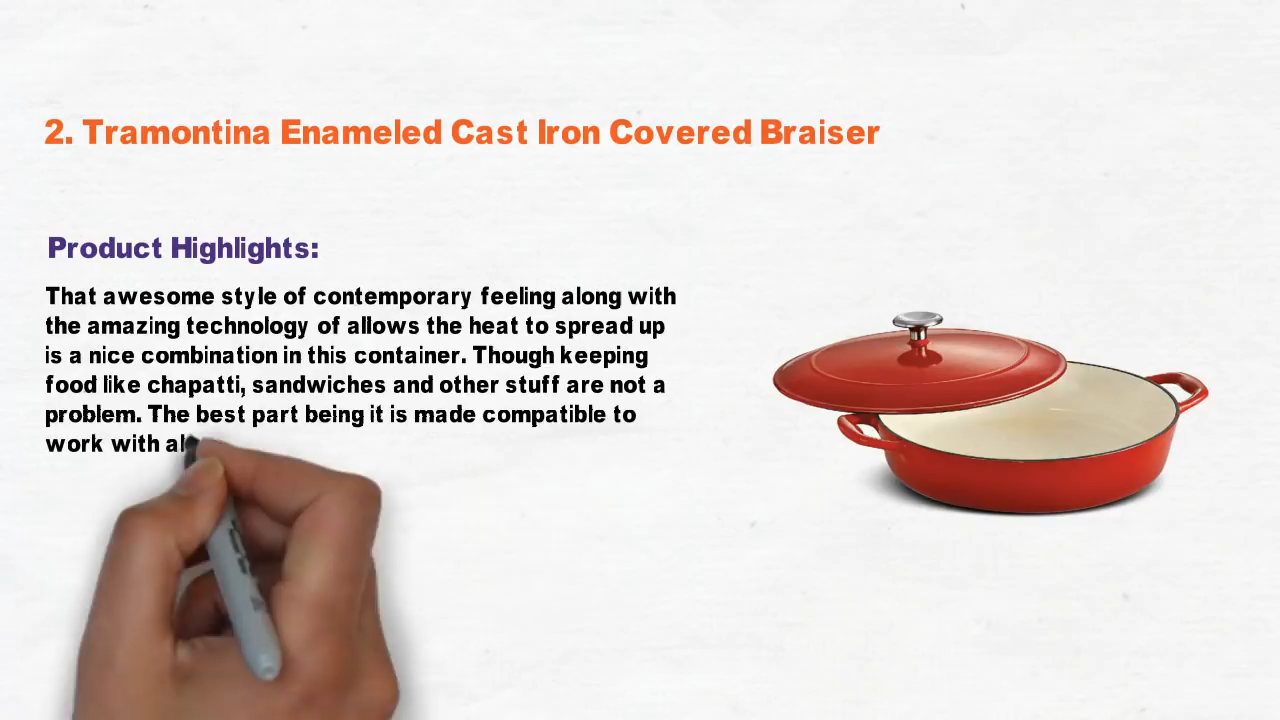 2. Tramontina Enameled Cast Iron Covered Braiser
Product Highlights:
That awesome style of contemporary feeling along with
the amazing technology of allows the heat to spread up
is a nice combination in this container. Though keeping
food like chapatti, sandwiches and other stuff are not a
problem. The best part being it is made compatible to
work with